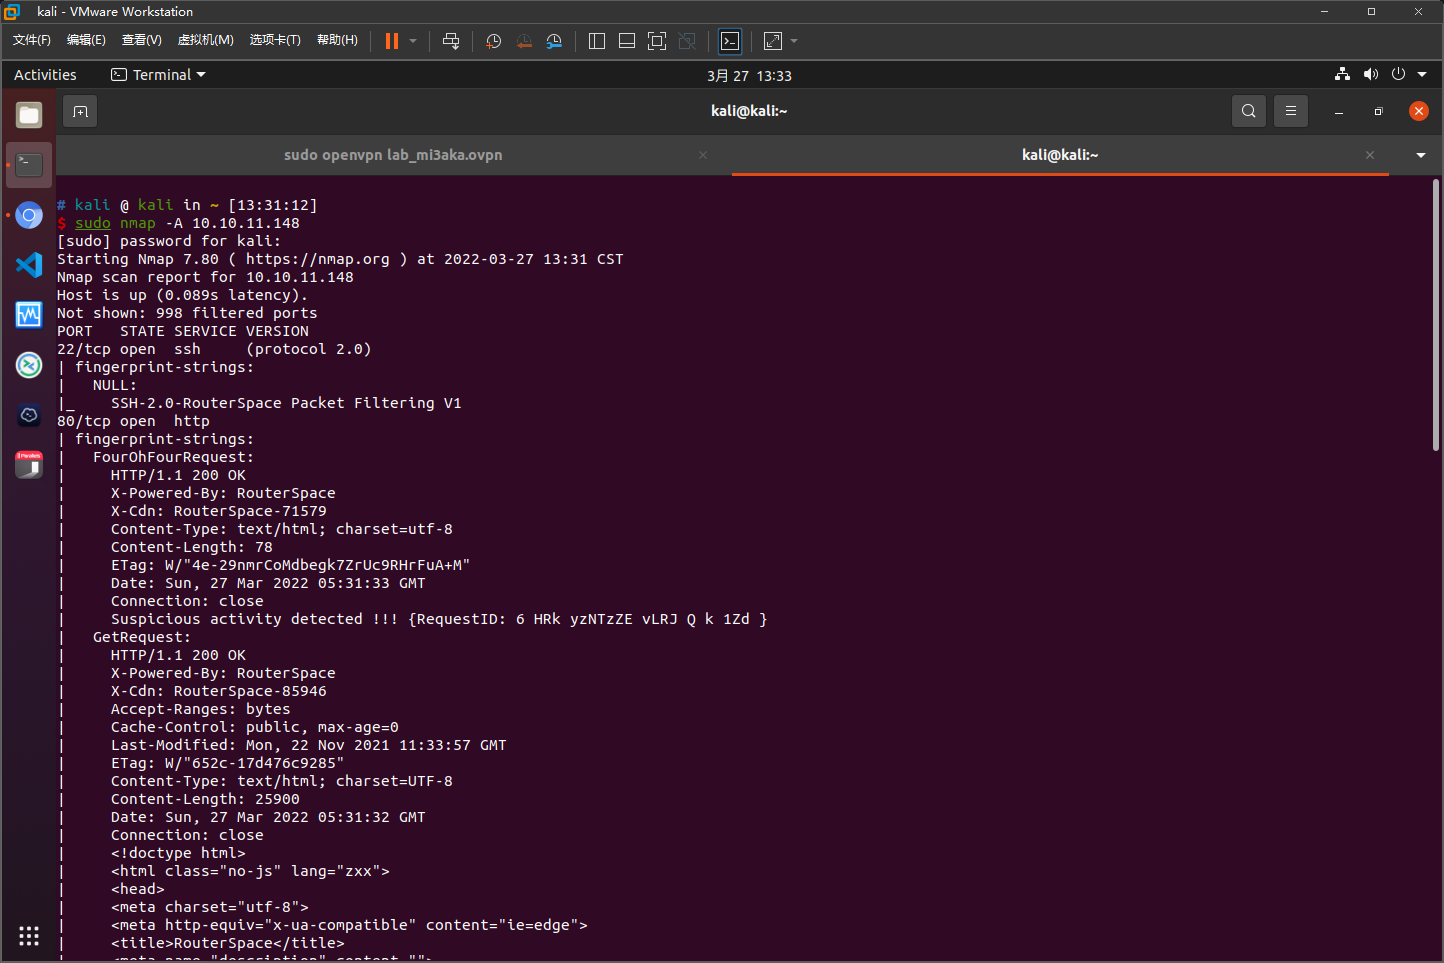 kali - VMware Workstation
文件(F) 编辑(E) 查看(V) 虚拟机(M) 选项卡(T) 帮助(H)
Activities Terminal 3月 27 13:33
kali@kali:~
sudo openvpn lab_mi3aka.ovpn kali@kali:~
# kali @ kali in ~ [13:31:12]
$ sudo nmap -A 10.10.11.148
[sudo] password for kali:
Starting Nmap 7.80 ( https://nmap.org ) at 2022-03-27 13:31 CST
Nmap scan report for 10.10.11.148
Host is up (0.089s latency).
Not shown: 998 filtered ports
PORT   STATE SERVICE VERSION
22/tcp open  ssh     (protocol 2.0)
| fingerprint-strings:
|   NULL:
|_    SSH-2.0-RouterSpace Packet Filtering V1
80/tcp open  http
| fingerprint-strings:
|   FourOhFourRequest:
|     HTTP/1.1 200 OK
|     X-Powered-By: RouterSpace
|     X-Cdn: RouterSpace-71579
|     Content-Type: text/html; charset=utf-8
|     Content-Length: 78
|     ETag: W/"4e-29nmrCoMdbegk7ZrUc9RHrFuA+M"
|     Date: Sun, 27 Mar 2022 05:31:33 GMT
|     Connection: close
|     Suspicious activity detected !!! {RequestID: 6 HRk yzNTzZE vLRJ Q k 1Zd }
|   GetRequest:
|     HTTP/1.1 200 OK
|     X-Powered-By: RouterSpace
|     X-Cdn: RouterSpace-85946
|     Accept-Ranges: bytes
|     Cache-Control: public, max-age=0
|     Last-Modified: Mon, 22 Nov 2021 11:33:57 GMT
|     ETag: W/"652c-17d476c9285"
|     Content-Type: text/html; charset=UTF-8
|     Content-Length: 25900
|     Date: Sun, 27 Mar 2022 05:31:32 GMT
|     Connection: close
|     <!doctype html>
|     <html class="no-js" lang="zxx">
|     <head>
|     <meta charset="utf-8">
|     <meta http-equiv="x-ua-compatible" content="ie=edge">
|     <title>RouterSpace</title>
|     <meta name="description" content="">